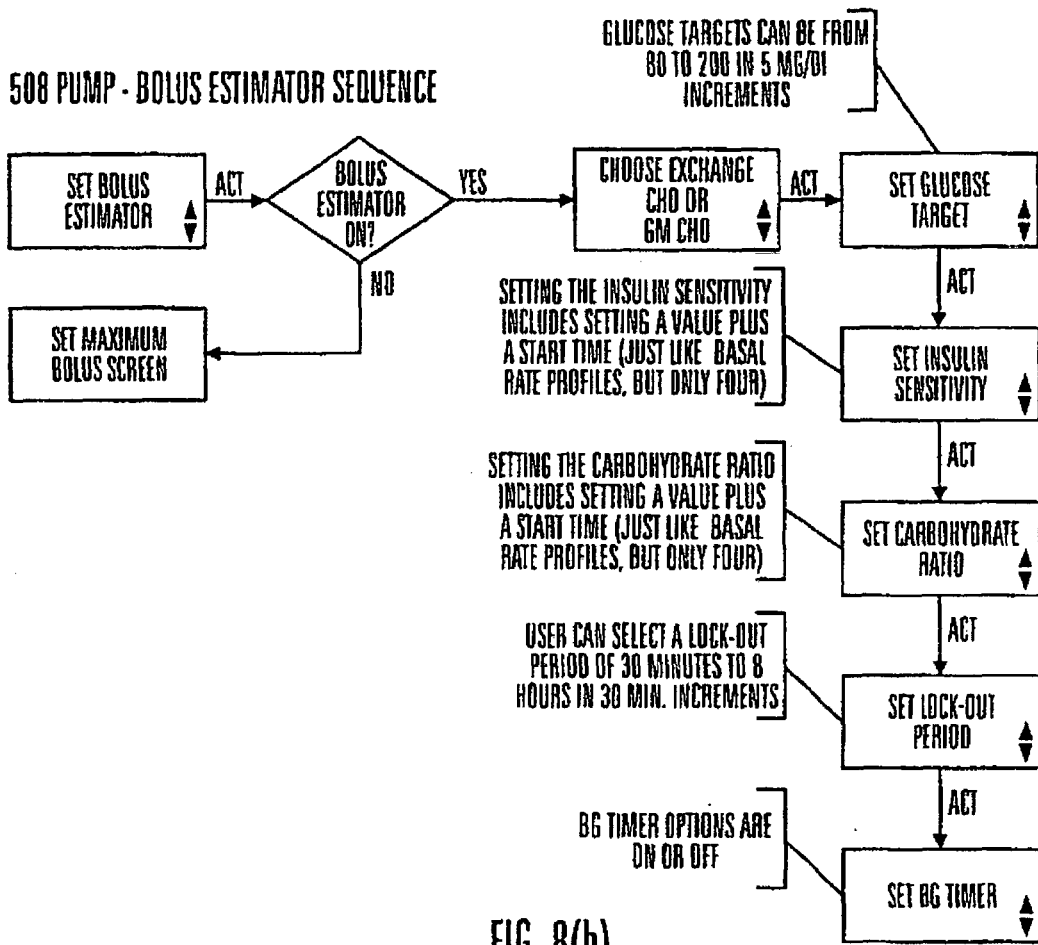 GLUCOSE TARGETS CAN BE FROM
80 TO 200 IN 5 MG/Dl
INCREMENTS
508 PUMP - BOLUS ESTIMATOR SEQUENCE
SET BOLUS
ESTIMATOR
ACT
BOLUS
ESTIMATOR
ON?
YES
CHOOSE EXCHANGE
CHO OR
GM CHO
ACT
SET GLUCOSE
TARGET
NO
ACT
SET MAXIMUM
BOLUS SCREEN
SETTING THE INSULIN SENSITIVITY
INCLUDES SETTING A VALUE PLUS
A START TIME (JUST LIKE BASAL
RATE PROFILES, BUT ONLY FOUR)
SET INSULIN
SENSITIVITY
ACT
SETTING THE CARBOHYDRATE RATIO
INCLUDES SETTING A VALUE PLUS
A START TIME (JUST LIKE BASAL
RATE PROFILES, BUT ONLY FOUR)
SET CARBOHYDRATE
RATIO
ACT
USER CAN SELECT A LOCK-OUT
PERIOD OF 30 MINUTES TO 8
HOURS IN 30 MIN. INCREMENTS
SET LOCK-OUT
PERIOD
ACT
BG TIMER OPTIONS ARE
ON OR OFF
SET BG TIMER
FIG. 8(b)